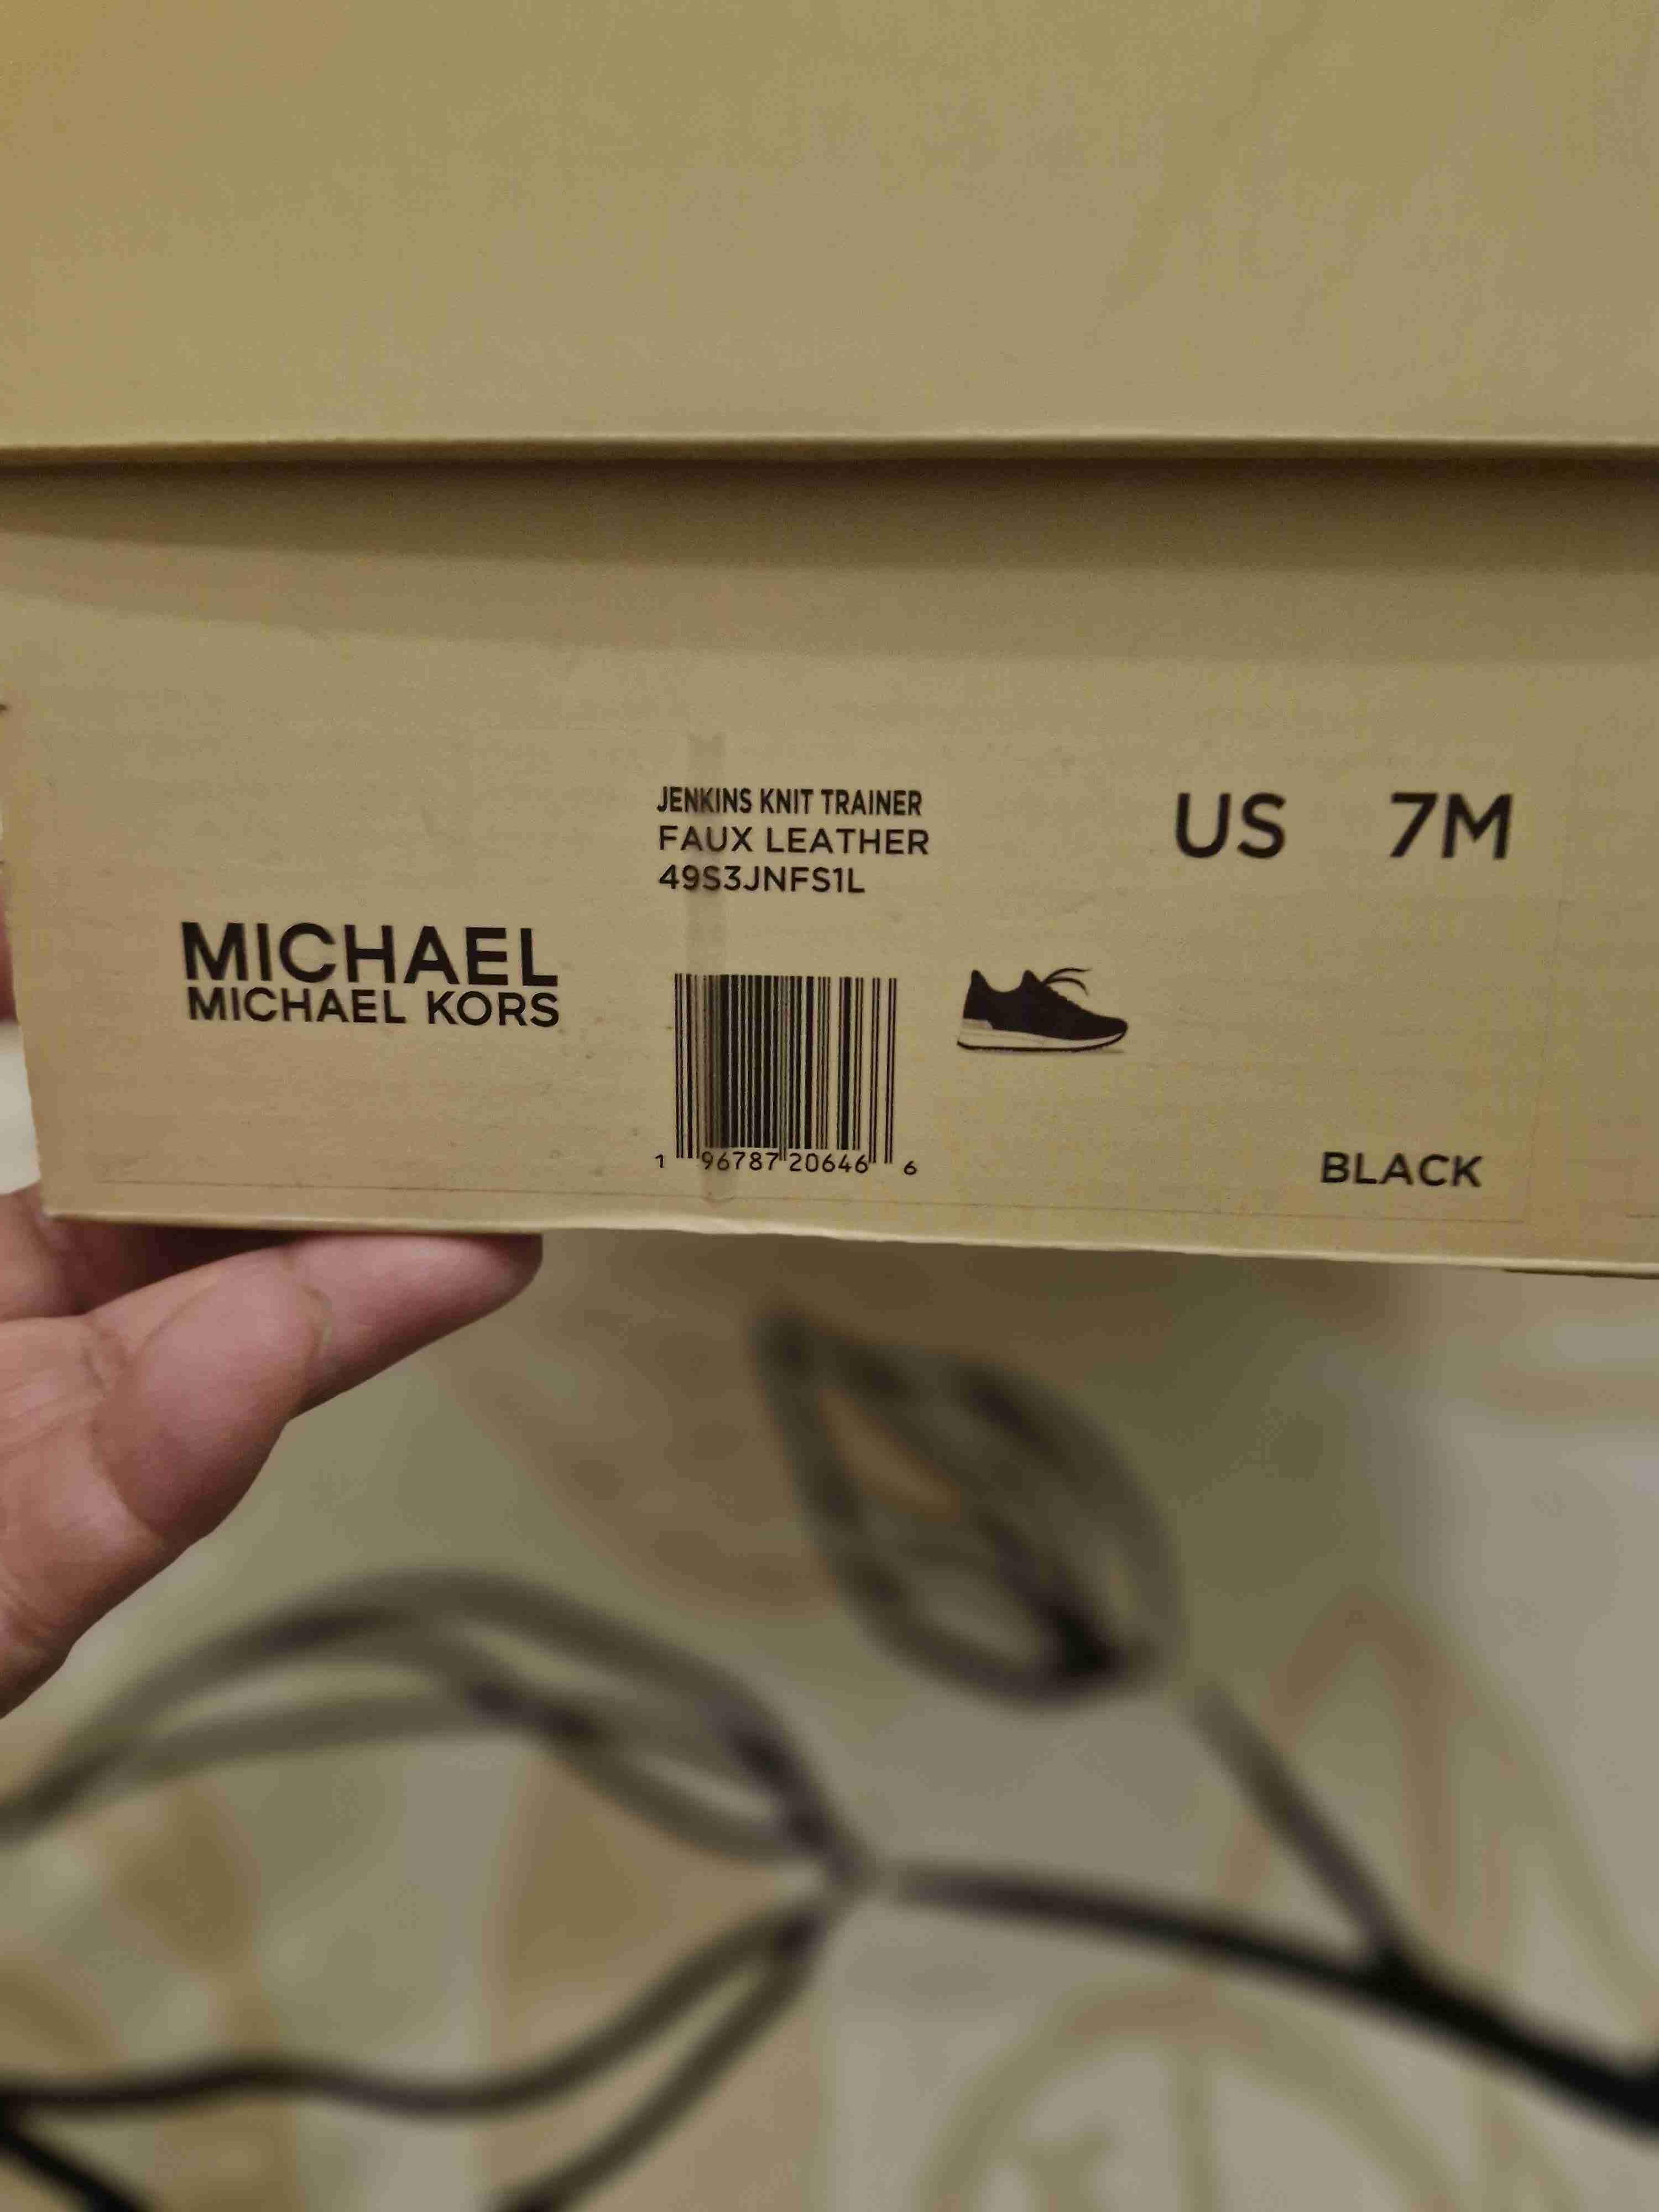 JENKINS KNIT TRAINER
FAUX LEATHER
49S3JNFS1L
US 7M
MICHAEL
MICHAEL KORS
1 96787 20646 6
BLACK